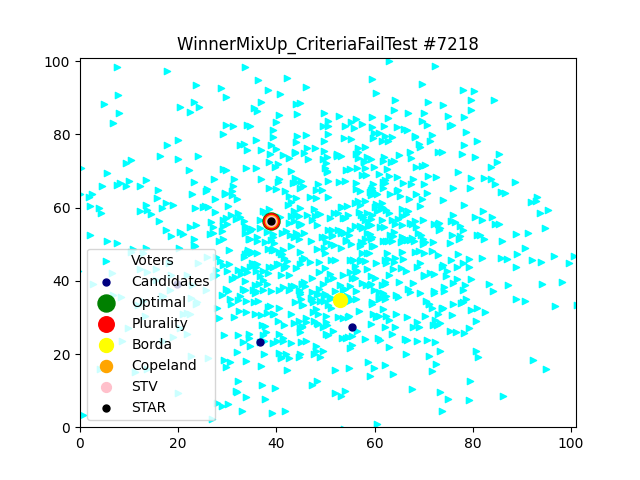 WinnerMixUp_CriteriaFailTest #7218
100
80
60
40
20
0
Voters
Candidates
Optimal
Plurality
Borda
Copeland
STV
STAR
0 20 40 60 80 100